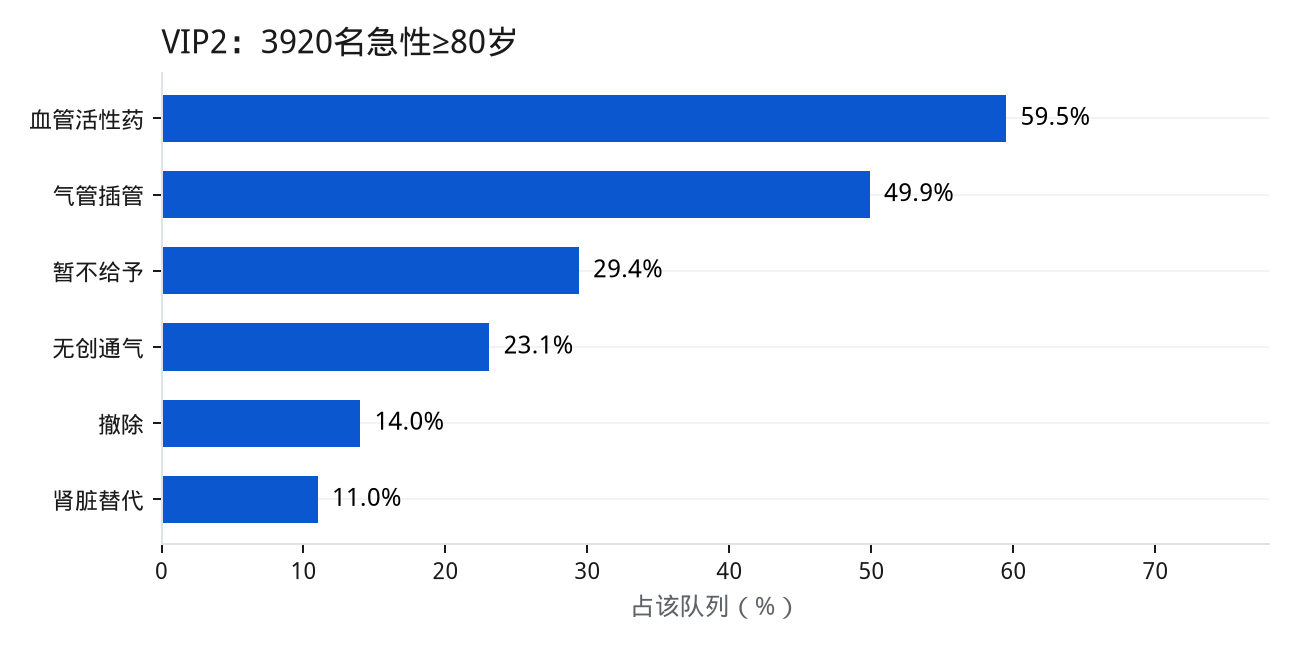 VIP2：3920名急性≥80岁
血管活性药 59.5%
气管插管 49.9%
暂不给予 29.4%
无创通气 23.1%
撤除 14.0%
肾脏替代 11.0%
0 10 20 30 40 50 60 70
占该队列（%）